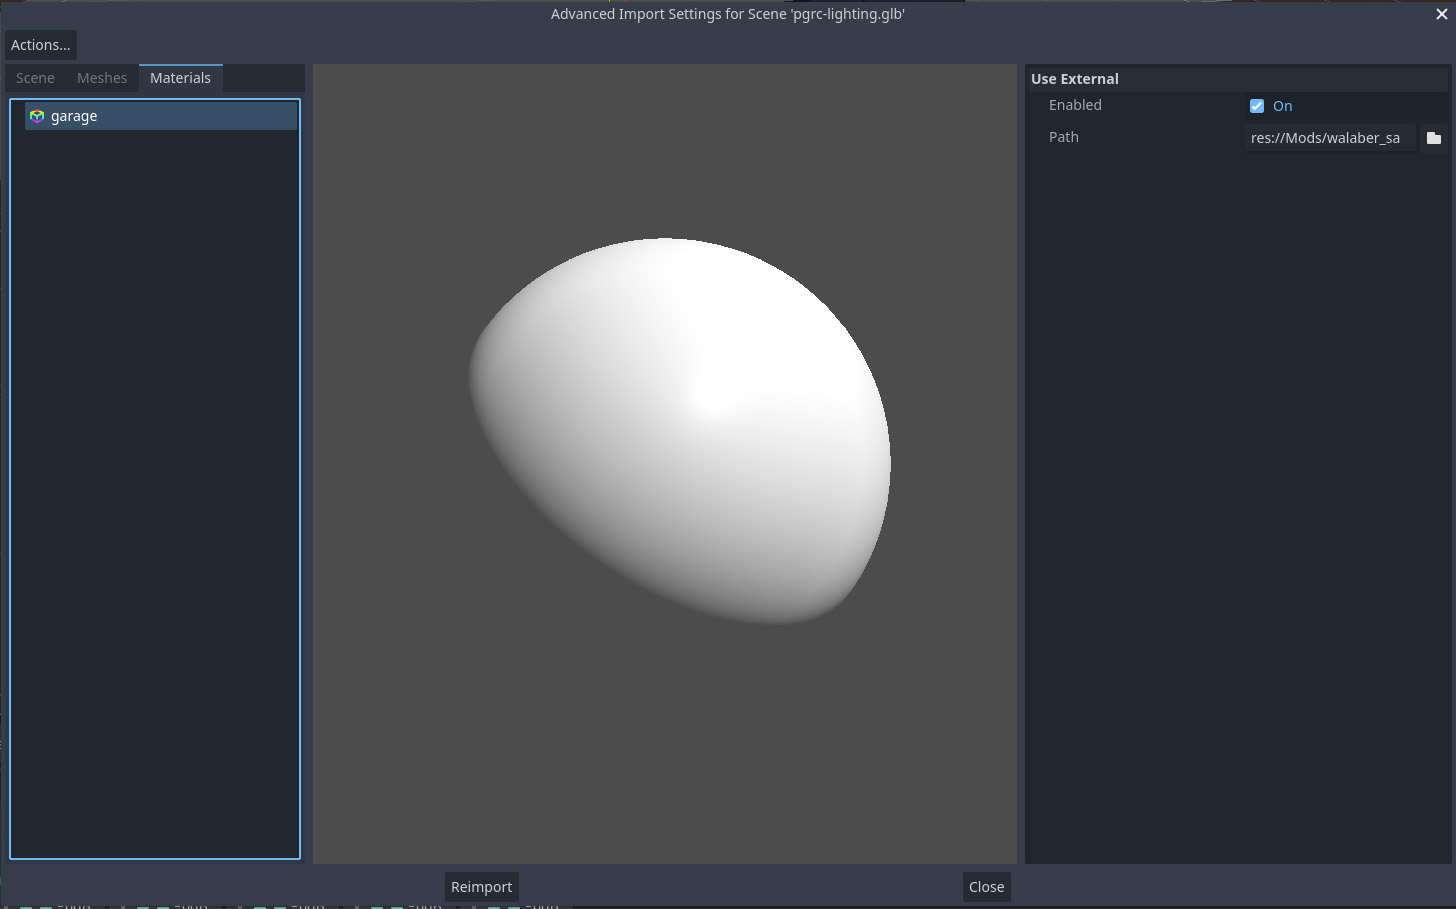 Advanced Import Settings for Scene 'pgrc-lighting.glb'
Actions...
Scene Meshes Materials
garage
Use External
Enabled On
Path res://Mods/walaber_sa
Reimport Close